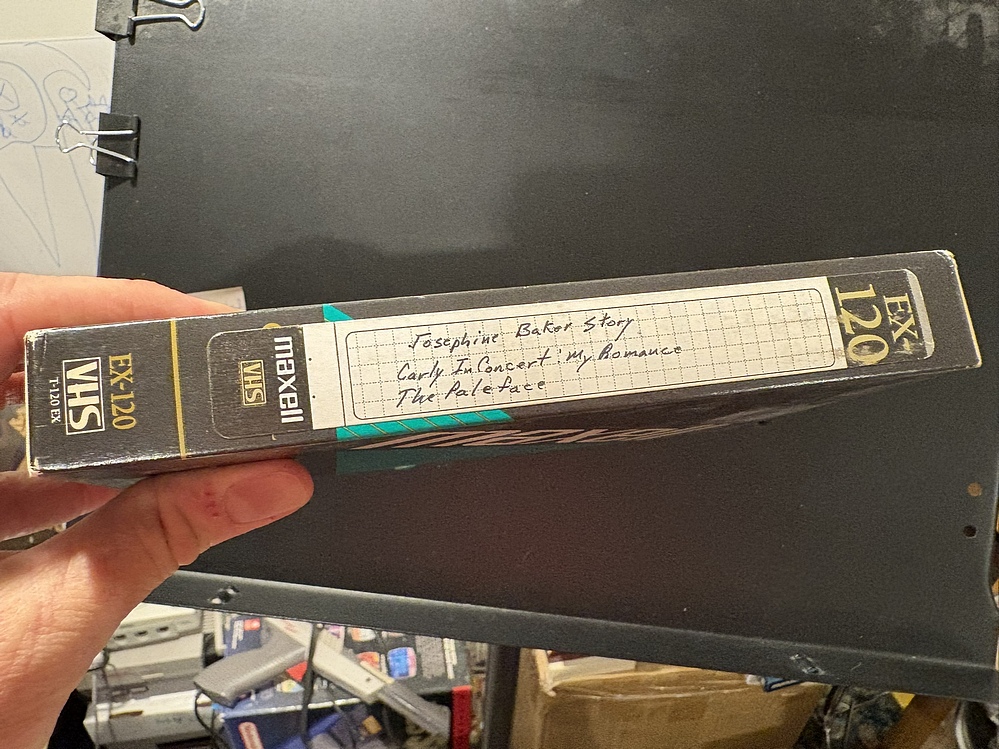 EX-120
VHS
T-120 EX
maxell
VHS
Josephine Baker Story
Carly In Concert: My Romance
The Paleface
EX-
120